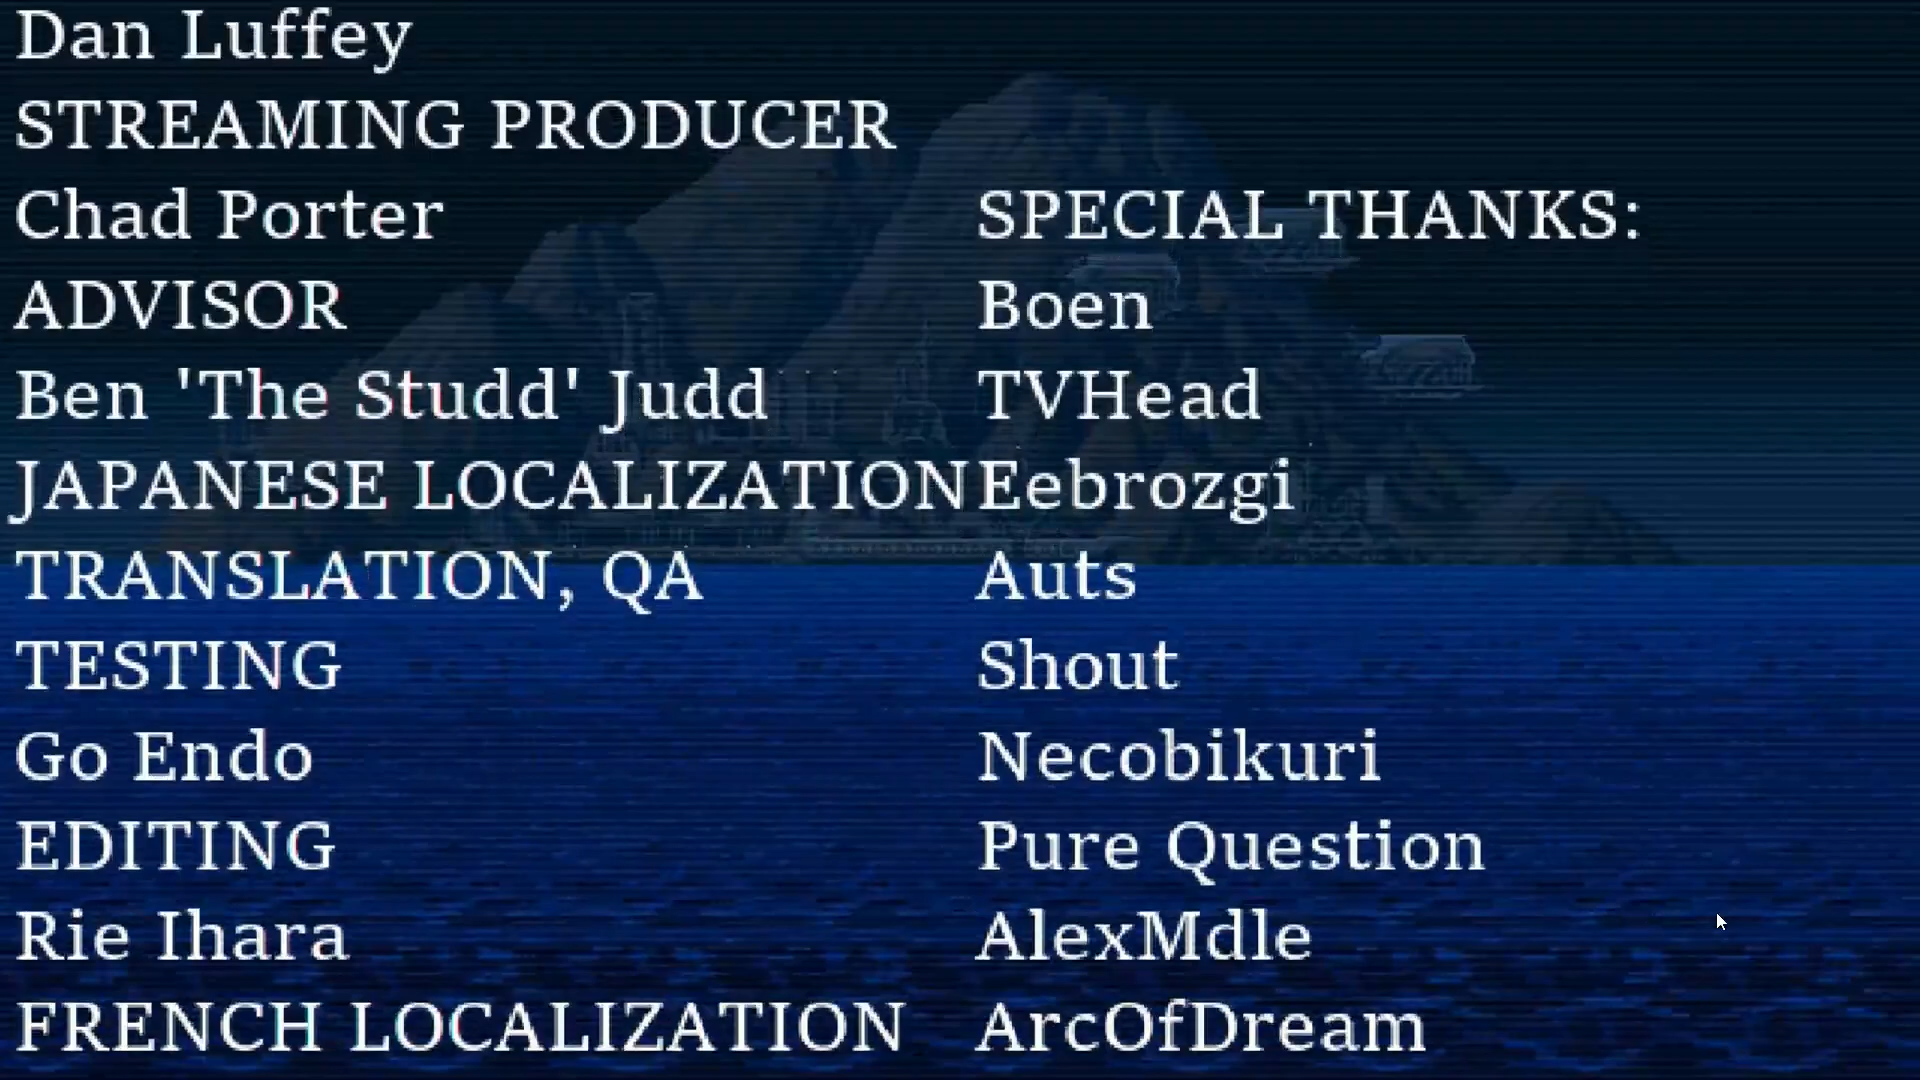 Dan Luffey
STREAMING PRODUCER
Chad Porter
ADVISOR
Ben 'The Studd' Judd
JAPANESE LOCALIZATION
TRANSLATION, QA
TESTING
Go Endo
EDITING
Rie Ihara
FRENCH LOCALIZATION
SPECIAL THANKS:
Boen
TVHead
Eebrozgi
Auts
Shout
Necobikuri
Pure Question
AlexMdle
ArcOfDream